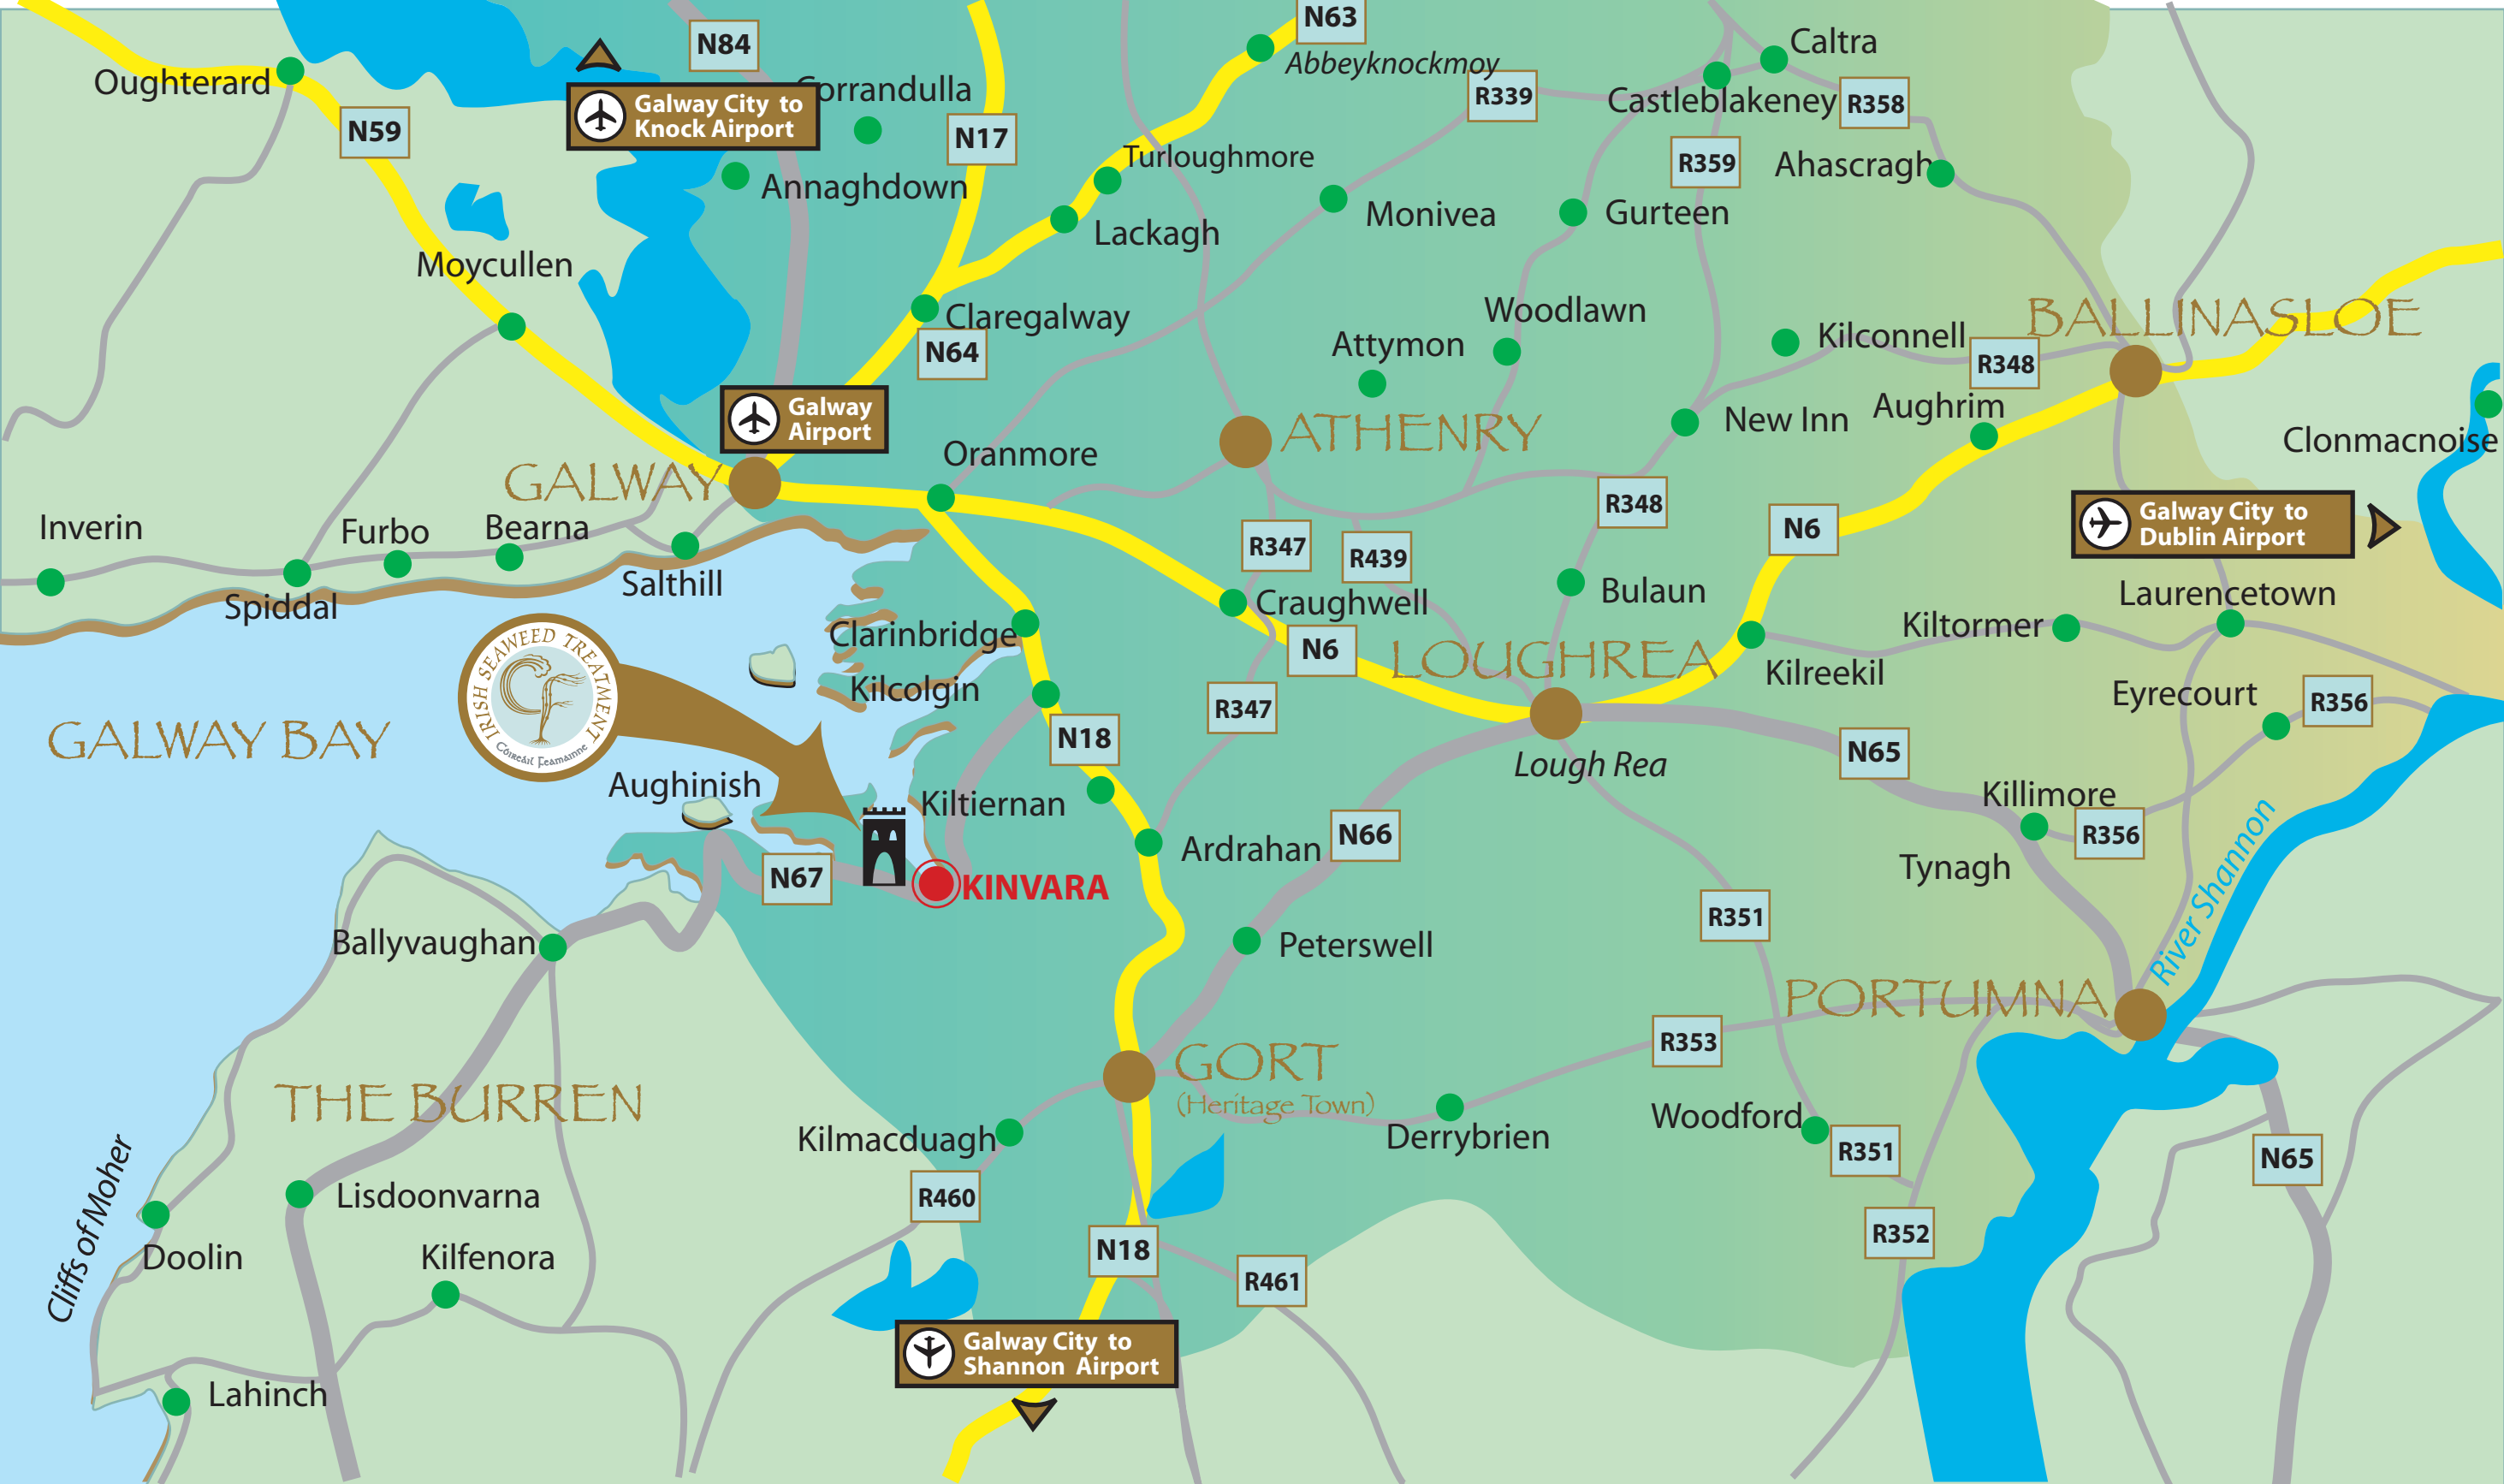 N63
N84
Caltra
Abbeyknockmoy
Oughterard
Corrandulla
R339
Castleblakeney
R358
Galway City to
Knock Airport
N59
N17
Turloughmore
R359
Ahascragh
Annaghdown
Monivea
Gurteen
Lackagh
Moycullen
Claregalway
Woodlawn
BALLINASLOE
N64
Attymon
Kilconnell
R348
Galway
Airport
ATHENRY
New Inn
Aughrim
Clonmacnoise
Oranmore
GALWAY
R348
Inverin
Furbo
Bearna
N6
Galway City to
Dublin Airport
R347
R439
Salthill
Spiddal
Bulaun
Laurencetown
Craughwell
Clarinbridge
Kiltormer
IRISH SEAWEED TREATMENT
Cóireáil Feamainne
N6
LOUGHREA
Kilreekil
Kilcolgin
Eyrecourt
R356
R347
GALWAY BAY
N18
N65
Lough Rea
Aughinish
Kiltiernan
Killimore
R356
N66
Ardrahan
Tynagh
River Shannon
N67
KINVARA
R351
Ballyvaughan
Peterswell
PORTUMNA
R353
GORT
(Heritage Town)
THE BURREN
Kilmacduagh
Derrybrien
Woodford
R351
N65
Cliffs of Moher
Lisdoonvarna
R460
R352
Doolin
Kilfenora
N18
R461
Galway City to
Shannon Airport
Lahinch